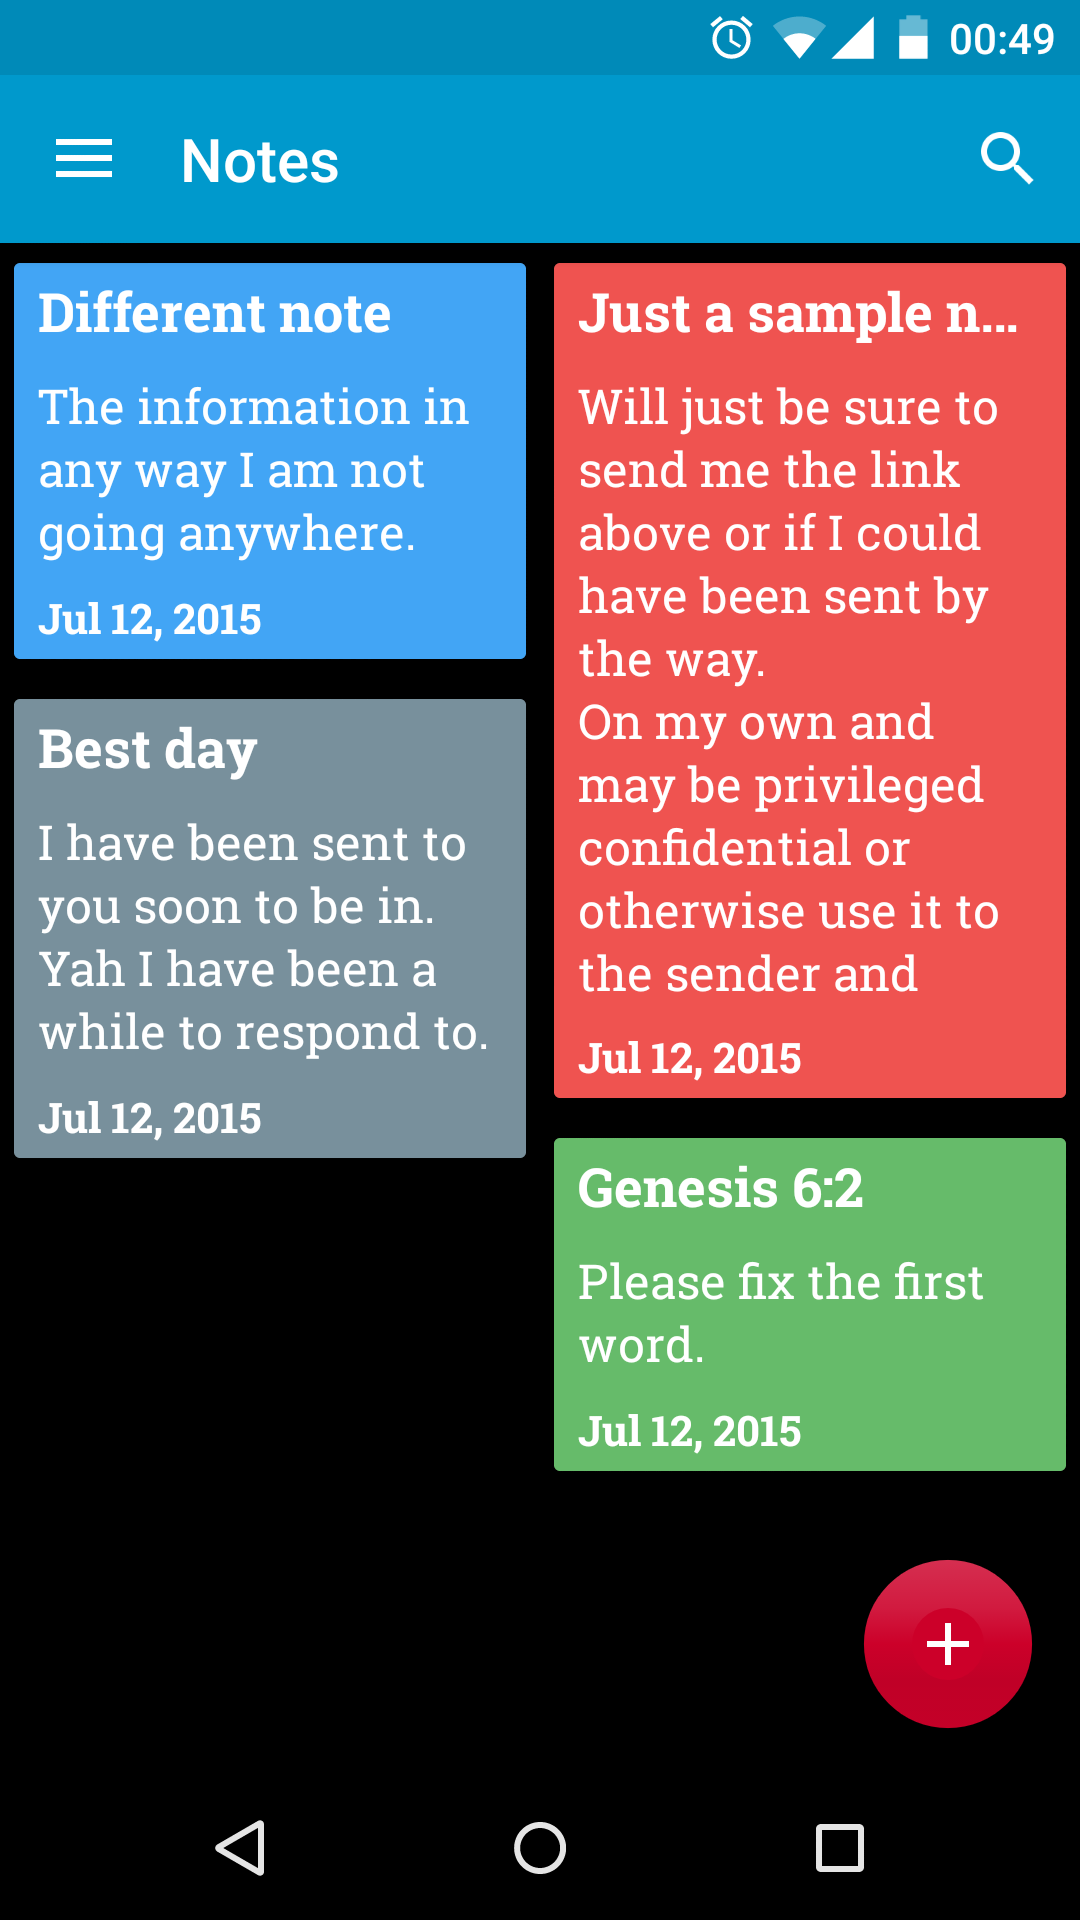 00:49
Notes
Different note
The information in
any way I am not
going anywhere.
Jul 12, 2015
Best day
I have been sent to
you soon to be in.
Yah I have been a
while to respond to.
Jul 12, 2015
Just a sample n...
Will just be sure to
send me the link
above or if I could
have been sent by
the way.
On my own and
may be privileged
confidential or
otherwise use it to
the sender and
Jul 12, 2015
Genesis 6:2
Please fix the first
word.
Jul 12, 2015